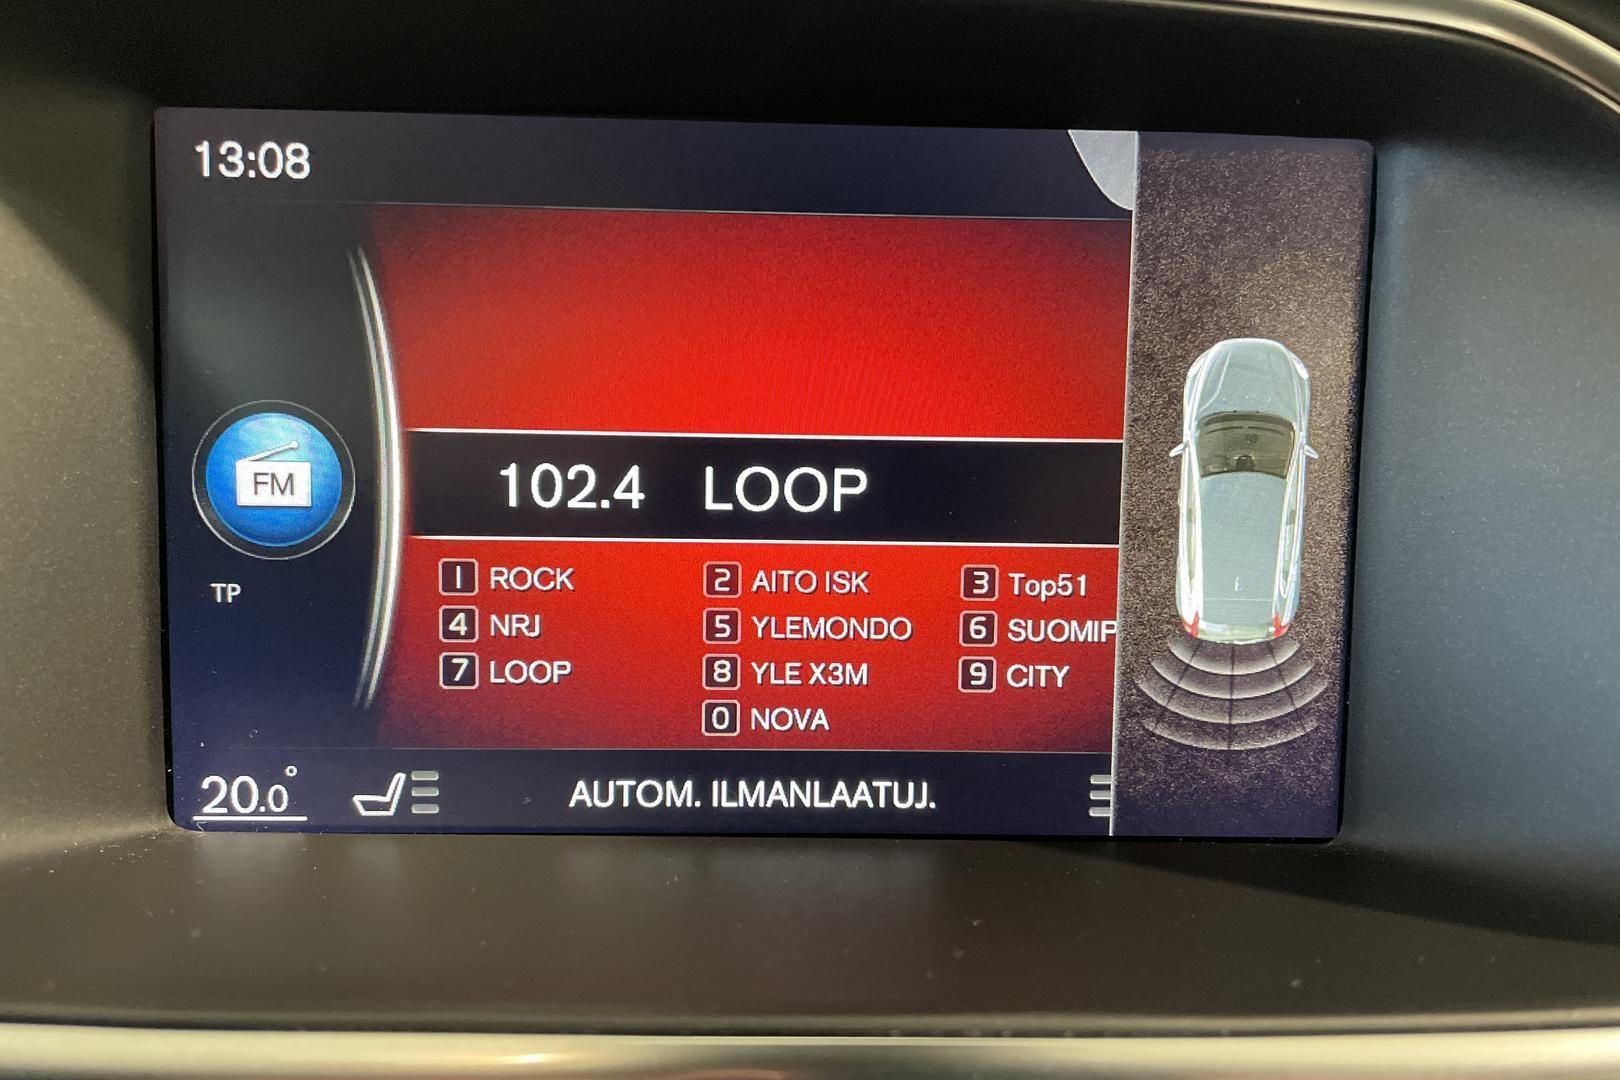 13:08
FM
102.4 LOOP
TP
1 ROCK 2 AITO ISK 3 Top51
4 NRJ 5 YLEMONDO 6 SUOMIP
7 LOOP 8 YLE X3M 9 CITY
0 NOVA
20.0° AUTOM. ILMANLAATUJ.